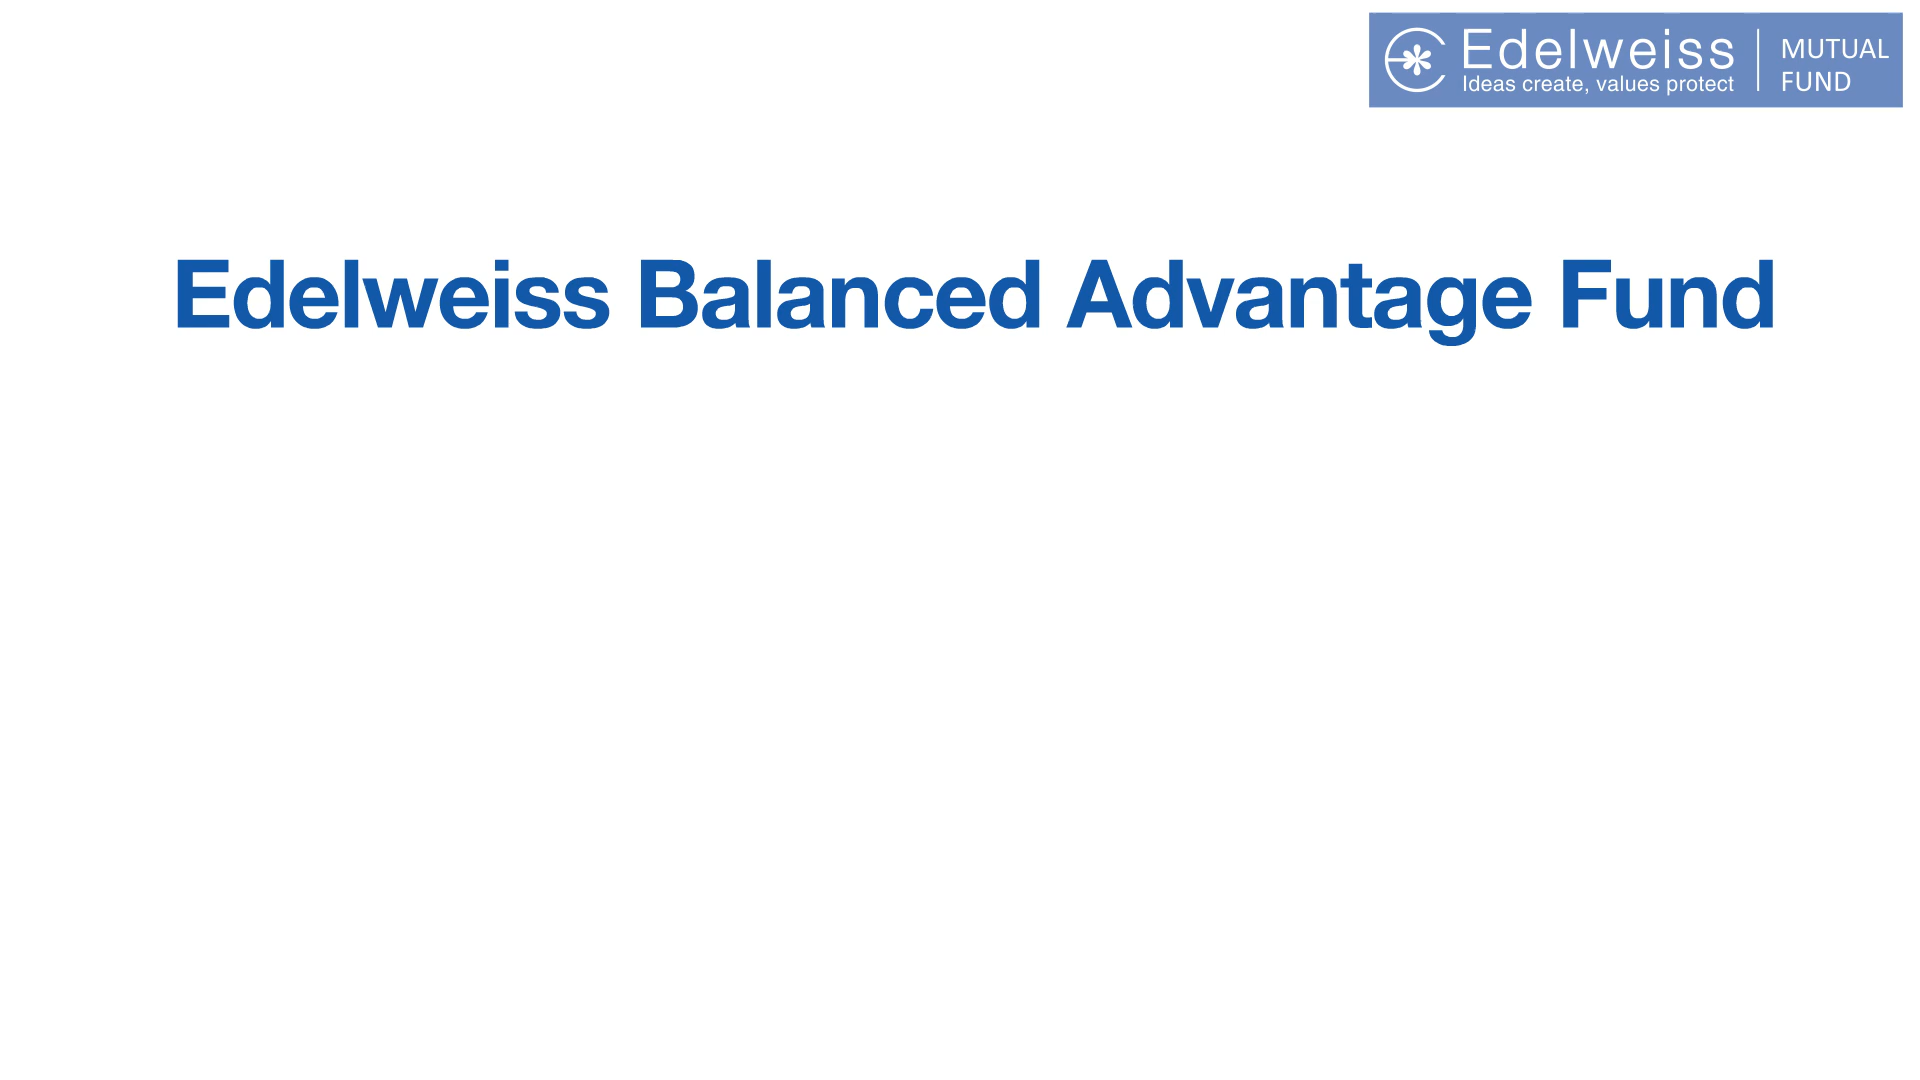 Edelweiss
Ideas create, values protect
MUTUAL
FUND
Edelweiss Balanced Advantage Fund